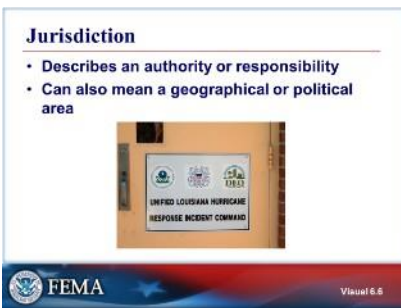 Jurisdiction
• Describes an authority or responsibility
• Can also mean a geographical or political
area
DEQ
UNIFIED LOUISIANA HURRICANE
RESPONSE INCIDENT COMMAND
FEMA
Visual 6.6